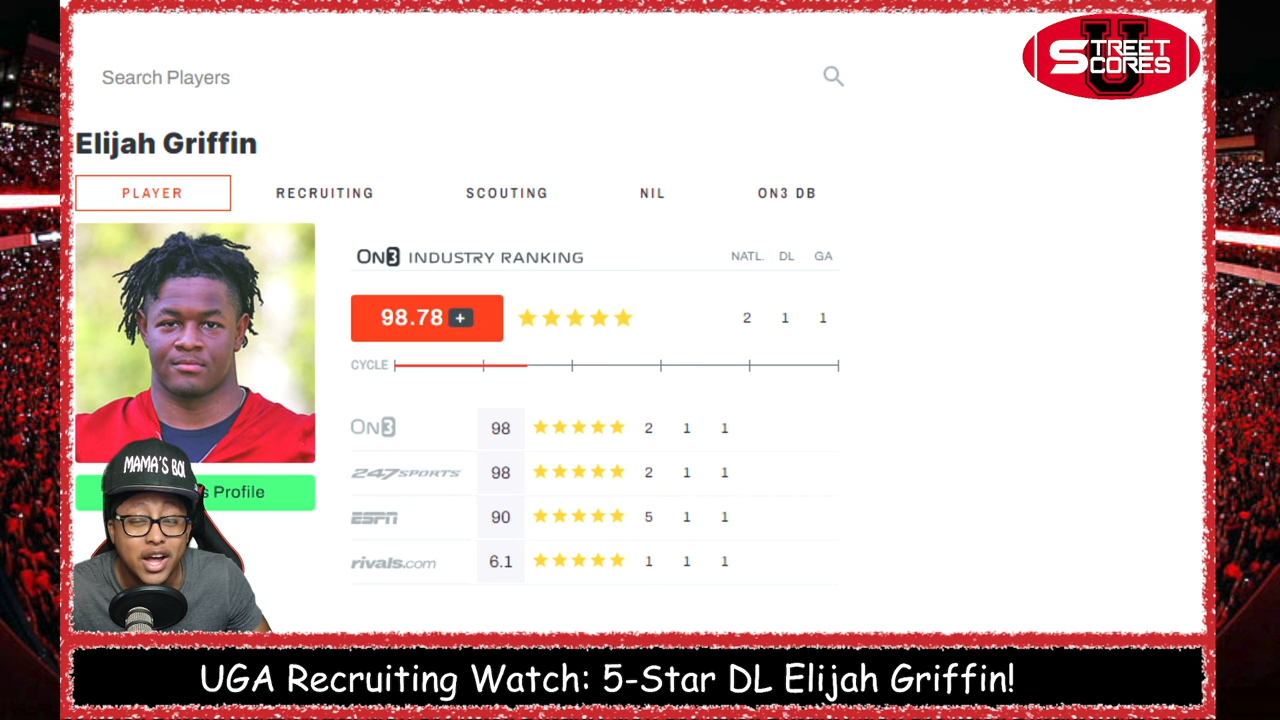 STREET
SCORES
U
Search Players
Elijah Griffin
PLAYER RECRUITING SCOUTING NIL ON3 DB
ON3 INDUSTRY RANKING NATL. DL GA
98.78 + 2 1 1
CYCLE
ON3 98 2 1 1
247SPORTS 98 2 1 1
ESPN 90 5 1 1
rivals.com 6.1 1 1 1
MAMA'S BOI
s Profile
UGA Recruiting Watch: 5-Star DL Elijah Griffin!